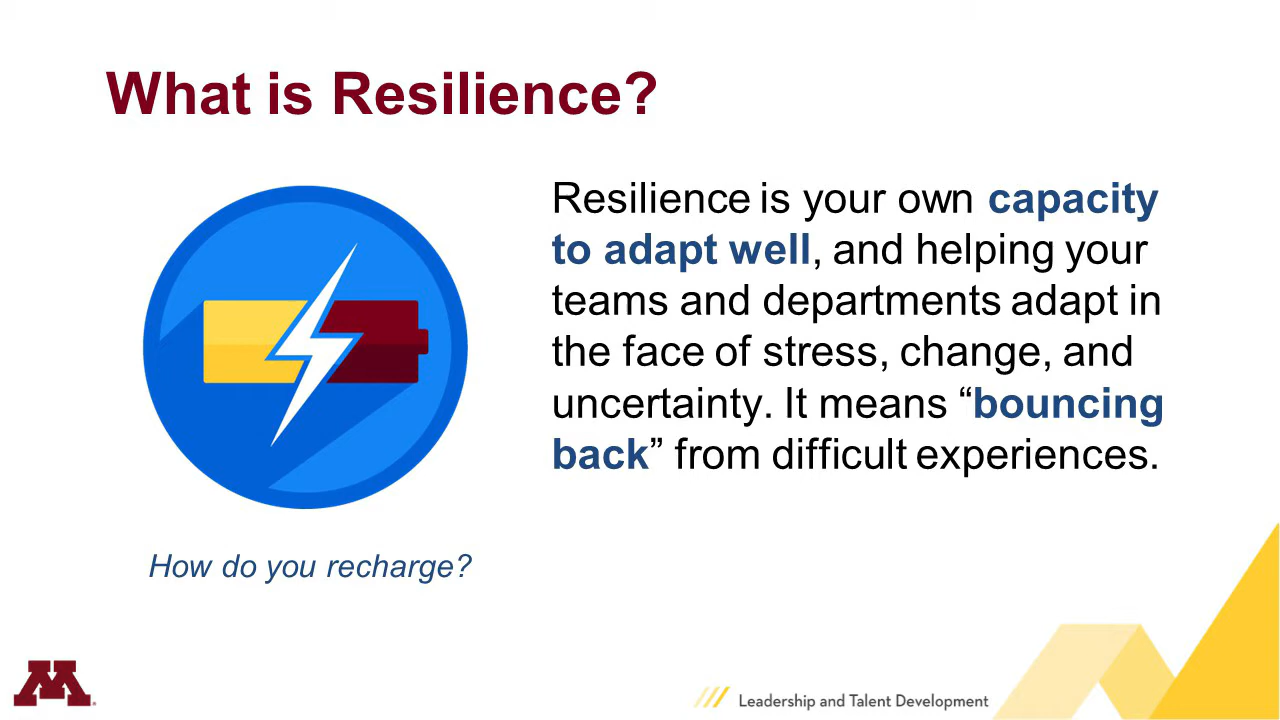 What is Resilience?
Resilience is your own capacity
to adapt well, and helping your
teams and departments adapt in
the face of stress, change, and
uncertainty. It means “bouncing
back” from difficult experiences.
How do you recharge?
M
Leadership and Talent Development